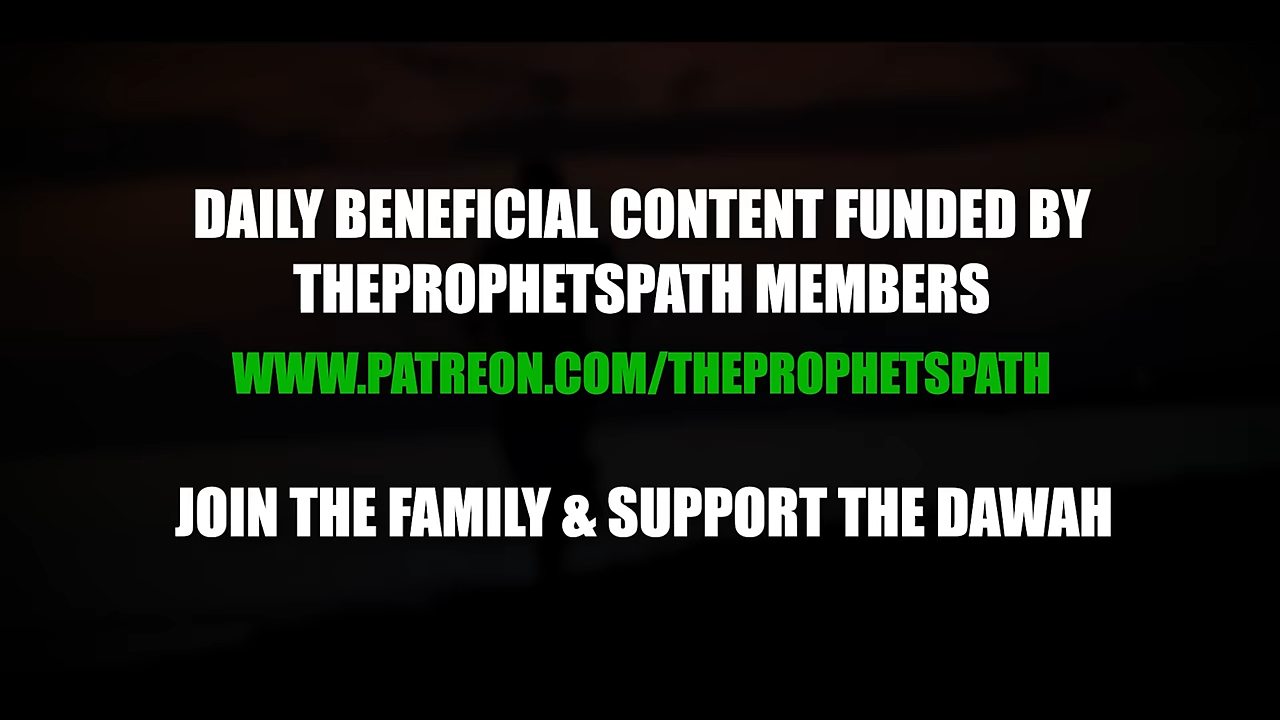 DAILY BENEFICIAL CONTENT FUNDED BY
THEPROPHETSPATH MEMBERS
WWW.PATREON.COM/THEPROPHETSPATH
JOIN THE FAMILY & SUPPORT THE DAWAH